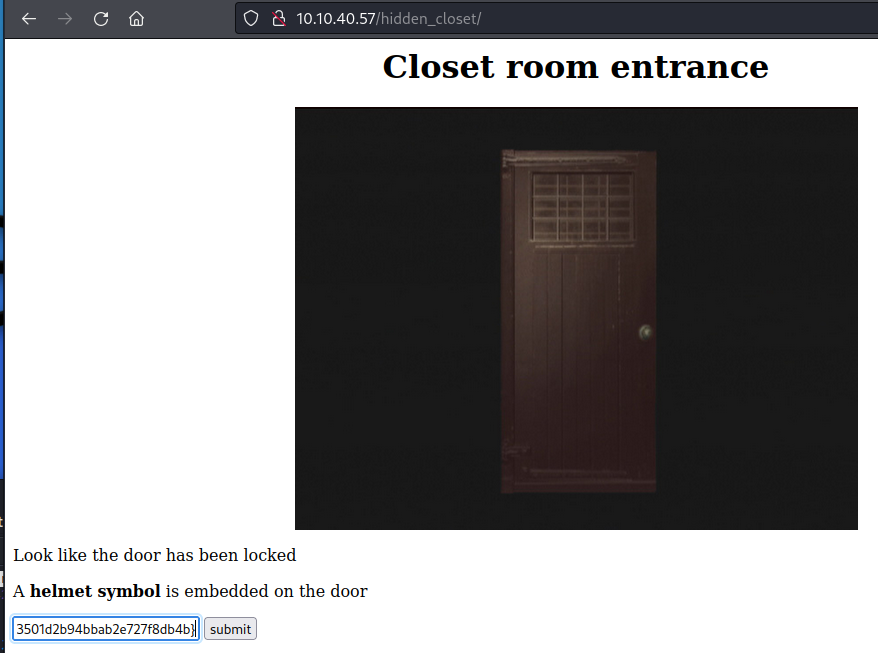 10.10.40.57/hidden_closet/
Closet room entrance
Look like the door has been locked
A helmet symbol is embedded on the door
3501d2b94bbab2e727f8db4b}
submit